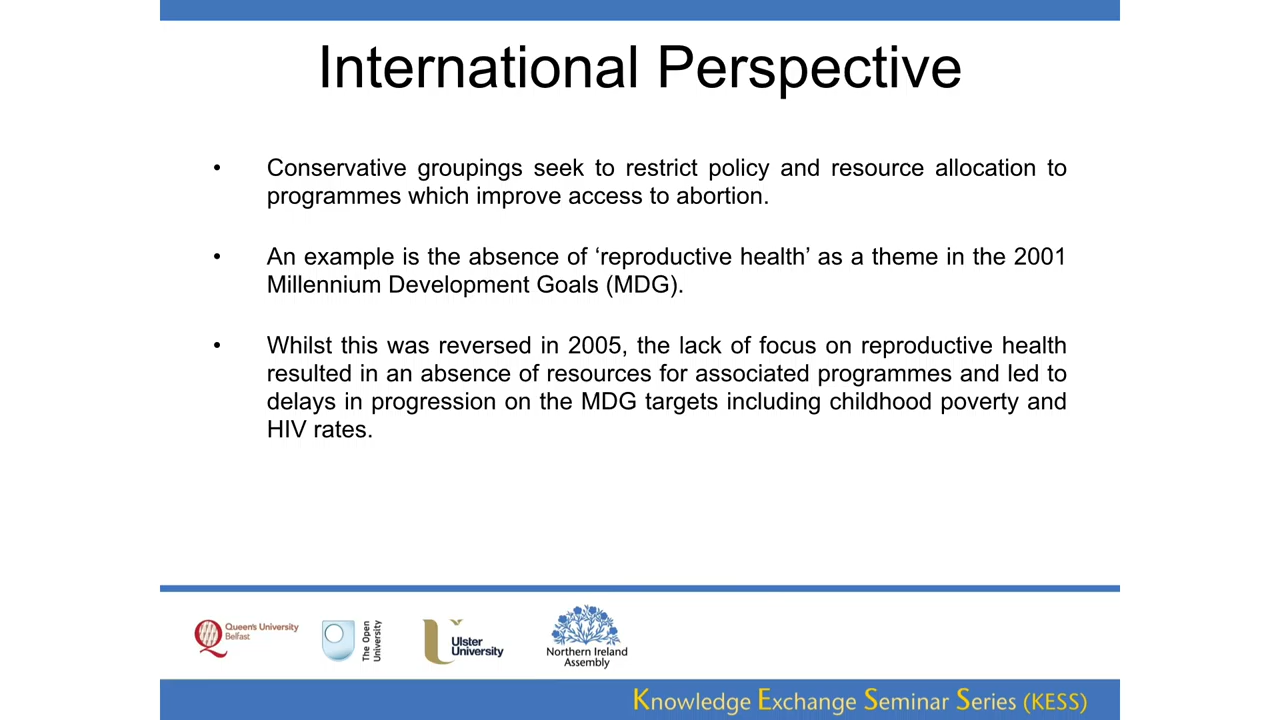 International Perspective
• Conservative groupings seek to restrict policy and resource allocation to
programmes which improve access to abortion.
• An example is the absence of ‘reproductive health’ as a theme in the 2001
Millennium Development Goals (MDG).
• Whilst this was reversed in 2005, the lack of focus on reproductive health
resulted in an absence of resources for associated programmes and led to
delays in progression on the MDG targets including childhood poverty and
HIV rates.
Queen's University
Belfast
The Open
University
Ulster
University
Northern Ireland
Assembly
Knowledge Exchange Seminar Series (KESS)